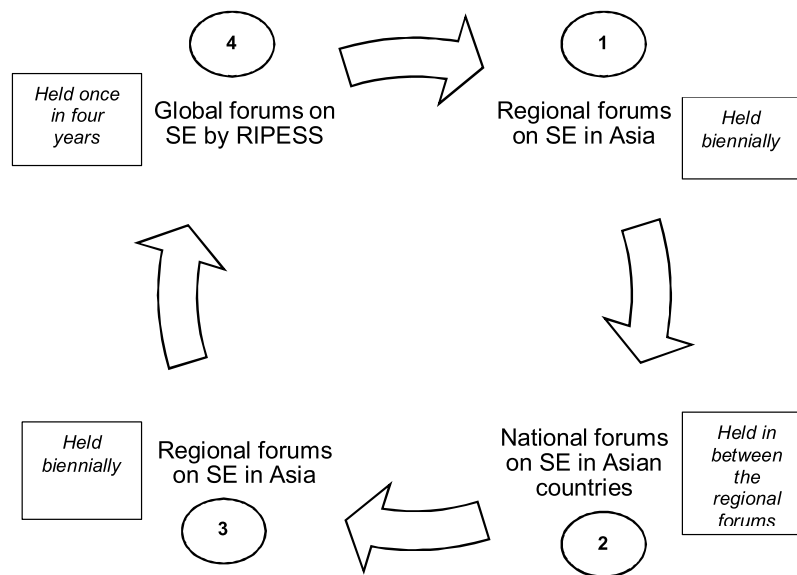 4
Held once
in four
years
Global forums on
SE by RIPESS
1
Regional forums
on SE in Asia
Held
biennially
Held
biennially
Regional forums
on SE in Asia
3
National forums
on SE in Asian
countries
2
Held in
between
the
regional
forums